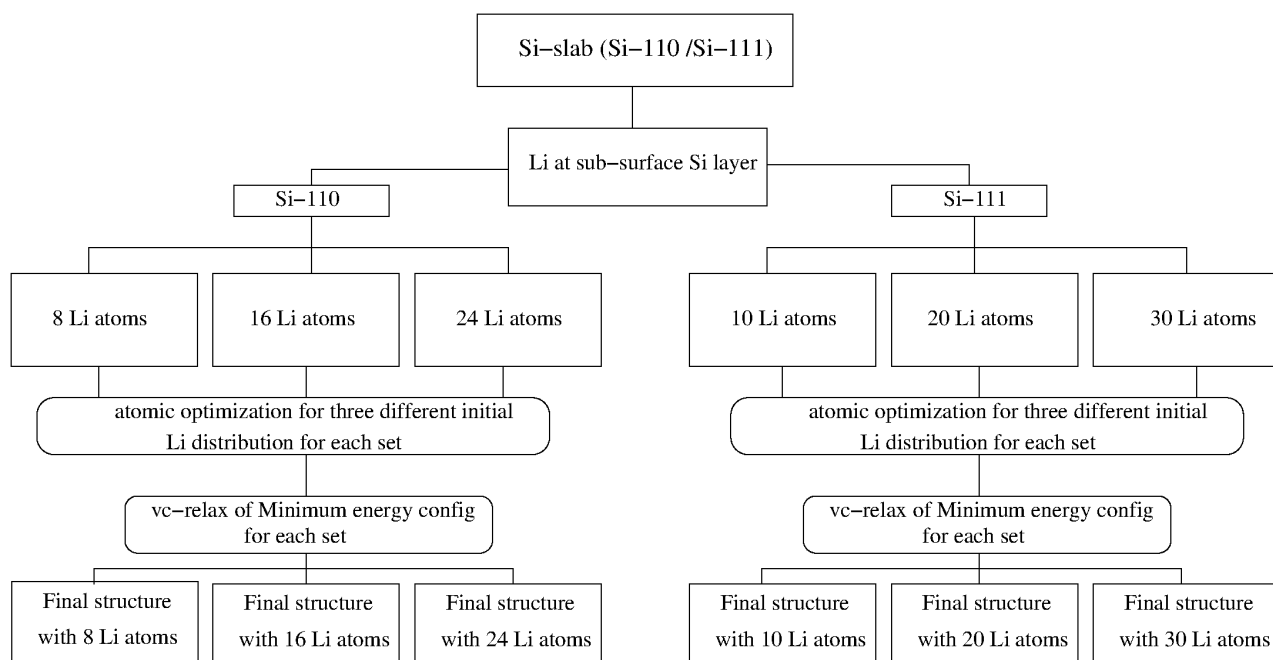 Si−slab (Si−110 /Si−111)
Li at sub−surface Si layer
Si−110
Si−111
8 Li atoms
16 Li atoms
24 Li atoms
10 Li atoms
20 Li atoms
30 Li atoms
atomic optimization for three different initial
Li distribution for each set
atomic optimization for three different initial
Li distribution for each set
vc−relax of Minimum energy config
for each set
vc−relax of Minimum energy config
for each set
Final structure
with 8 Li atoms
Final structure
with 16 Li atoms
Final structure
with 24 Li atoms
Final structure
with 10 Li atoms
Final structure
with 20 Li atoms
Final structure
with 30 Li atoms